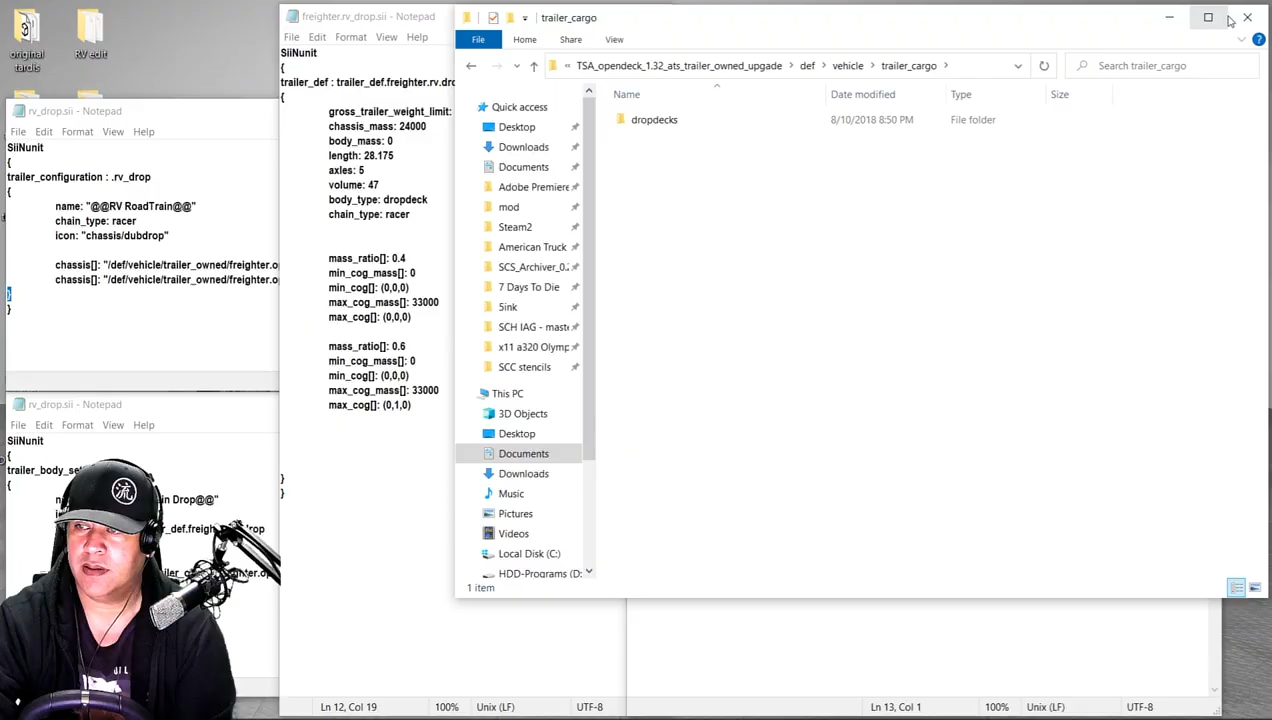 original
tardis
RV edit
rv_drop.sii - Notepad
File Edit Format View Help
SiiNunit
{
trailer_configuration : .rv_drop
{
name: "@@RV RoadTrain@@"
chain_type: racer
icon: "chassis/dubdrop"
chassis[]: "/def/vehicle/trailer_owned/freighter.op
chassis[]: "/def/vehicle/trailer_owned/freighter.op
}
}
rv_drop.sii - Notepad
File Edit Format View Help
SiiNunit
{
trailer_body_se
{
Drop@@"
_def.freigh
rop
freighter.rv_drop.sii - Notepad
File Edit Format View Help
SiiNunit
{
trailer_def : trailer_def.freighter.rv.dro
{
gross_trailer_weight_limit:
chassis_mass: 24000
body_mass: 0
length: 28.175
axles: 5
volume: 47
body_type: dropdeck
chain_type: racer
mass_ratio[]: 0.4
min_cog_mass[]: 0
min_cog[]: (0,0,0)
max_cog_mass[]: 33000
max_cog[]: (0,0,0)
mass_ratio[]: 0.6
min_cog_mass[]: 0
min_cog[]: (0,0,0)
max_cog_mass[]: 33000
max_cog[]: (0,1,0)
}
}
Ln 12, Col 19 100% Unix (LF) UTF-8
trailer_cargo
File Home Share View
« TSA_opendeck_1.32_ats_trailer_owned_upgade › def › vehicle › trailer_cargo ›
Search trailer_cargo
Quick access
Desktop
Downloads
Documents
Adobe Premiere
mod
Steam2
American Truck
SCS_Archiver_0.2
7 Days To Die
5ink
SCH IAG - maste
x11 a320 Olymp
SCC stencils
This PC
3D Objects
Desktop
Documents
Downloads
Music
Pictures
Videos
Local Disk (C:)
HDD-Programs (D:
Name Date modified Type Size
dropdecks 8/10/2018 8:50 PM File folder
1 item
Ln 13, Col 1 100% Unix (LF) UTF-8
流